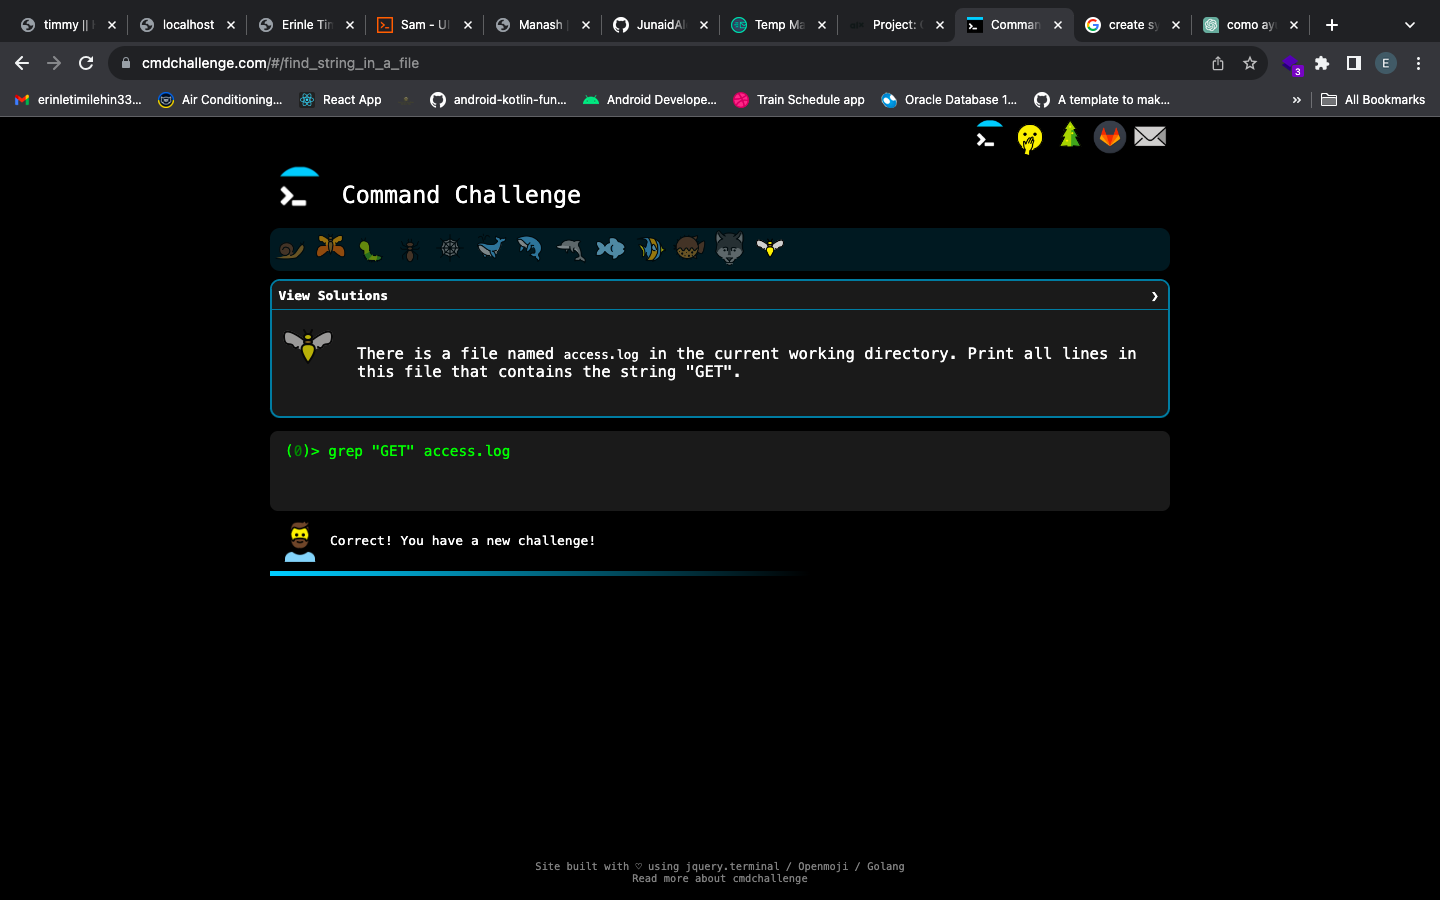 timmy ||
localhost
Erinle Tin
Sam - UI
Manash
JunaidAl
Temp Ma
Project:
Comman
create sy
como ay
cmdchallenge.com/#/find_string_in_a_file
3
E
erinletimilehin33...
Air Conditioning...
React App
android-kotlin-fun...
Android Develope...
Train Schedule app
Oracle Database 1...
A template to mak...
»
All Bookmarks
Command Challenge
View Solutions
There is a file named access.log in the current working directory. Print all lines in
this file that contains the string "GET".
(0)> grep "GET" access.log
Correct! You have a new challenge!
Site built with ♡ using jquery.terminal / Openmoji / Golang
Read more about cmdchallenge